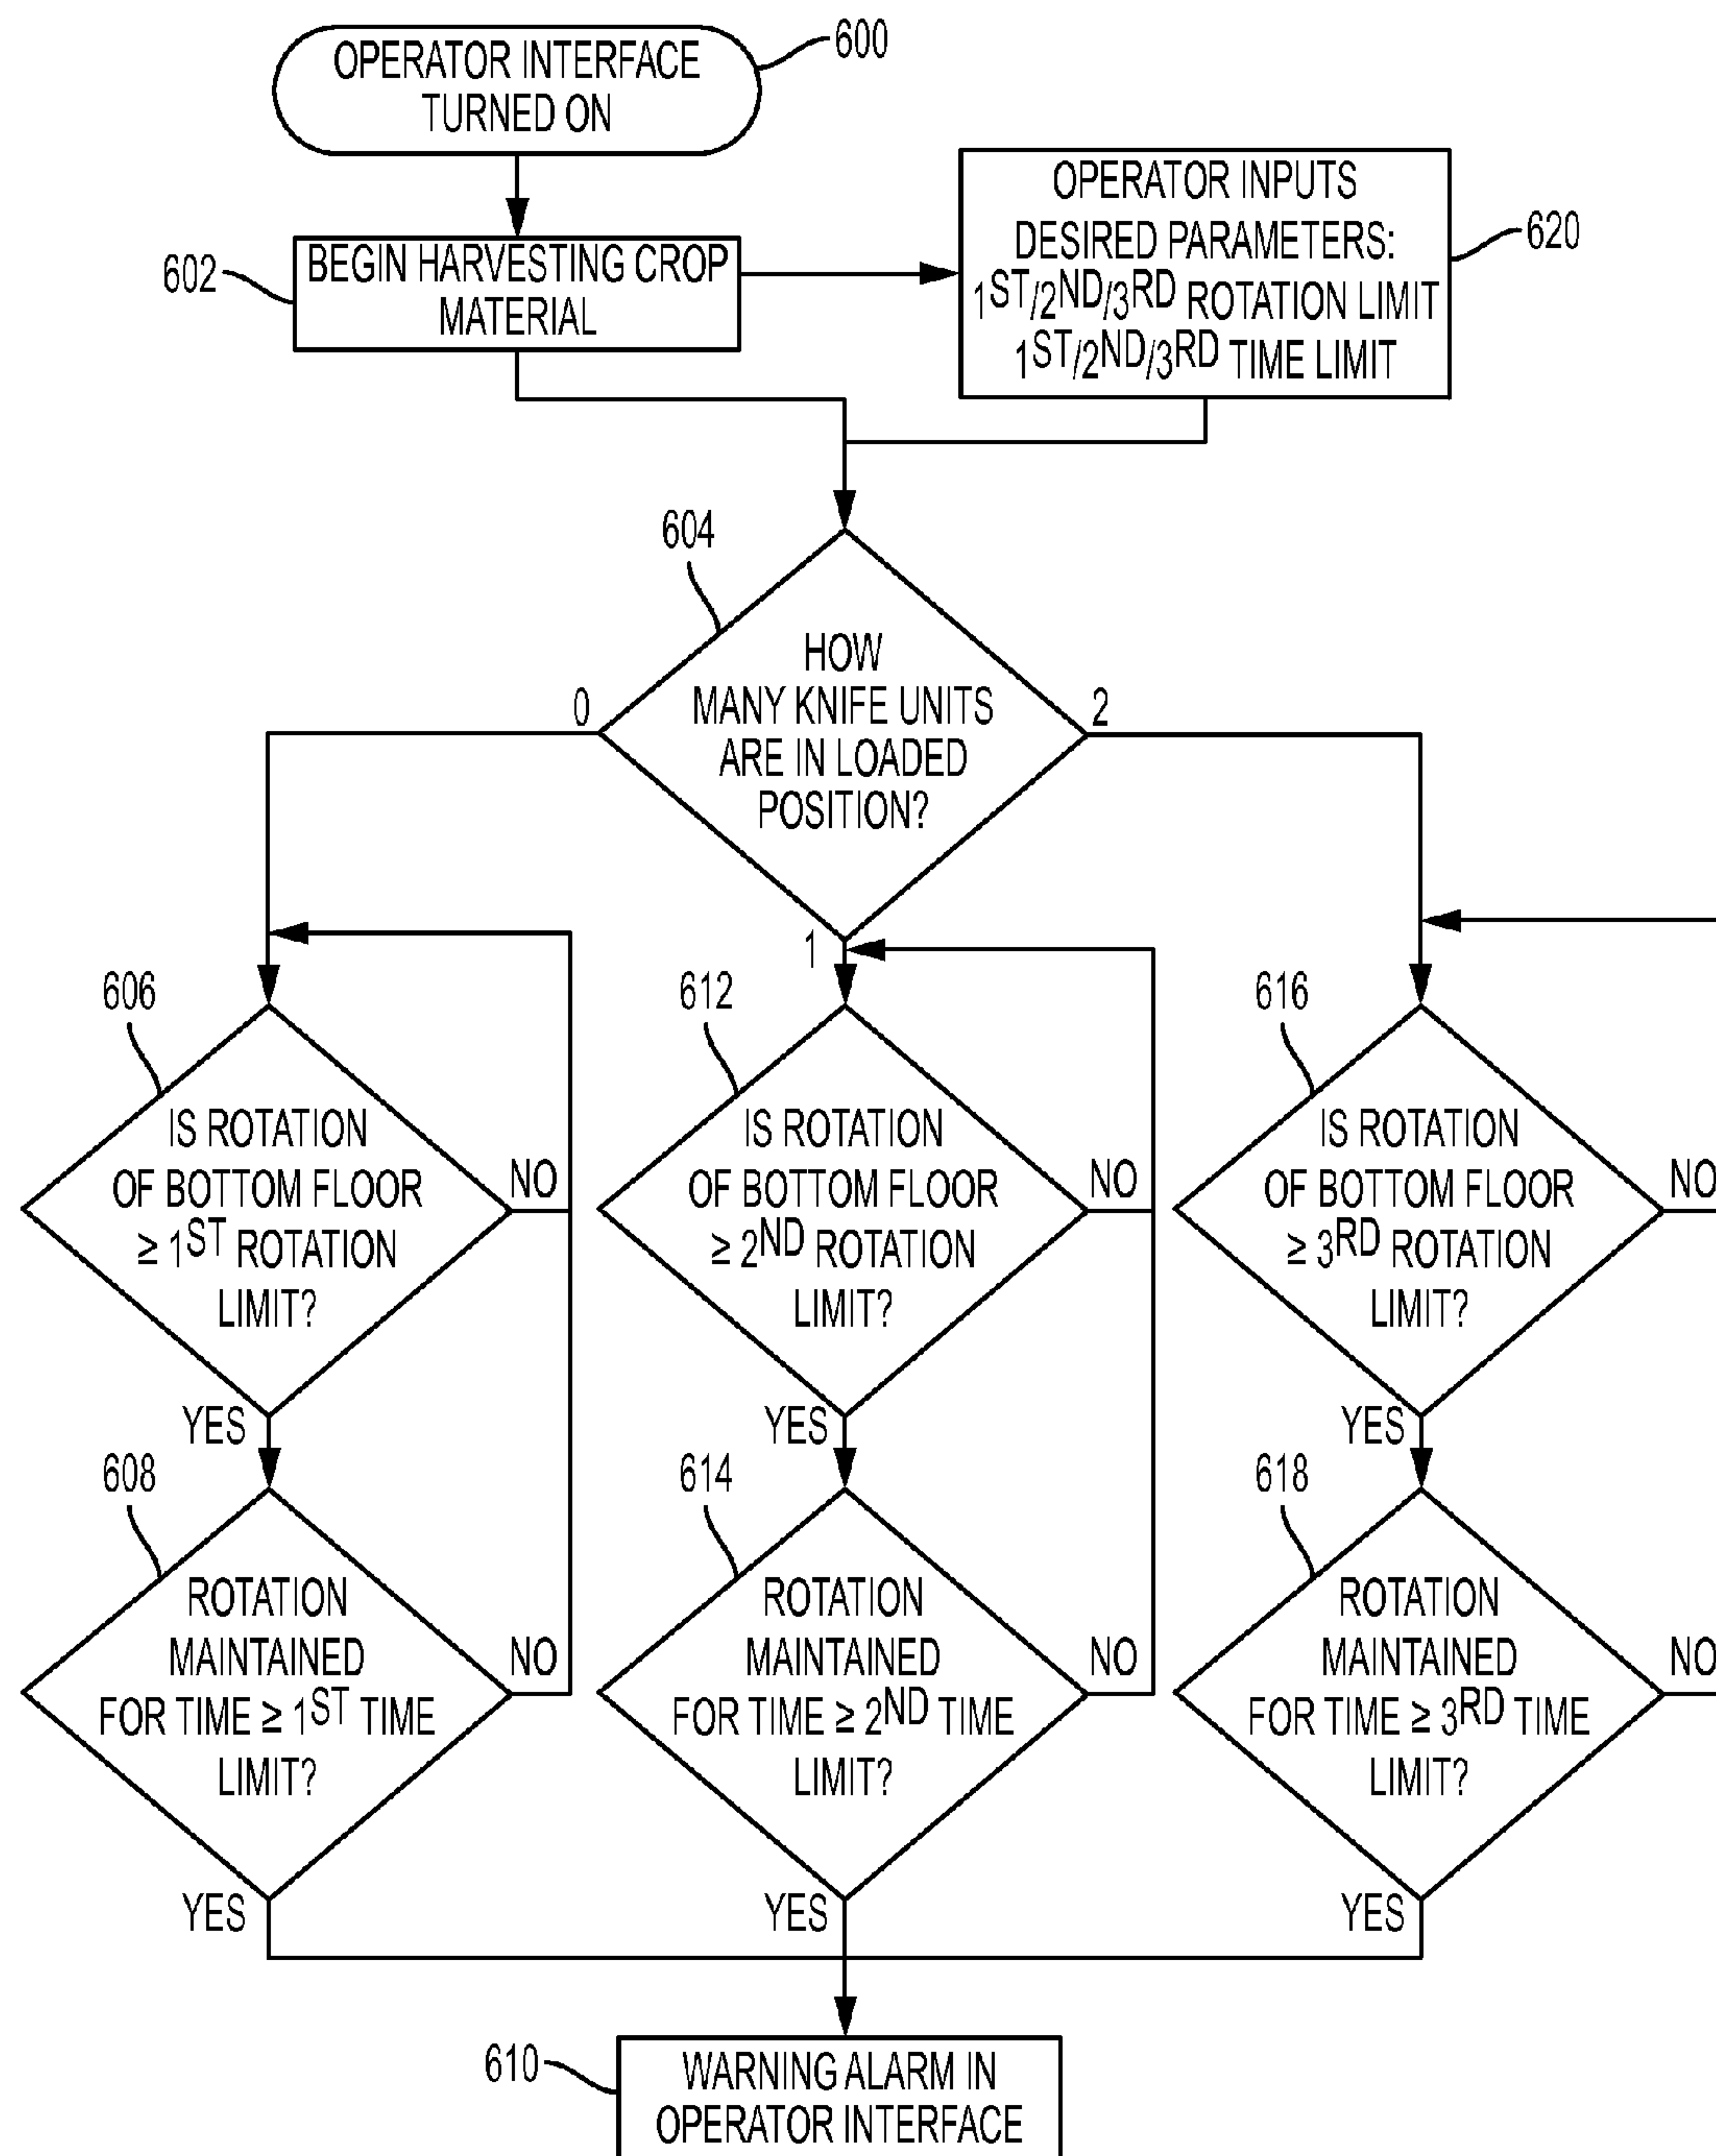 OPERATOR INTERFACE
TURNED ON
600
BEGIN HARVESTING CROP
MATERIAL
602
OPERATOR INPUTS
DESIRED PARAMETERS:
1ST/2ND/3RD ROTATION LIMIT
1ST/2ND/3RD TIME LIMIT
620
604
HOW
MANY KNIFE UNITS
ARE IN LOADED
POSITION?
0
2
1
606
IS ROTATION
OF BOTTOM FLOOR
≥ 1ST ROTATION
LIMIT?
NO
YES
612
IS ROTATION
OF BOTTOM FLOOR
≥ 2ND ROTATION
LIMIT?
NO
YES
616
IS ROTATION
OF BOTTOM FLOOR
≥ 3RD ROTATION
LIMIT?
NO
YES
608
ROTATION
MAINTAINED
FOR TIME ≥ 1ST TIME
LIMIT?
NO
YES
614
ROTATION
MAINTAINED
FOR TIME ≥ 2ND TIME
LIMIT?
NO
YES
618
ROTATION
MAINTAINED
FOR TIME ≥ 3RD TIME
LIMIT?
NO
YES
610
WARNING ALARM IN
OPERATOR INTERFACE